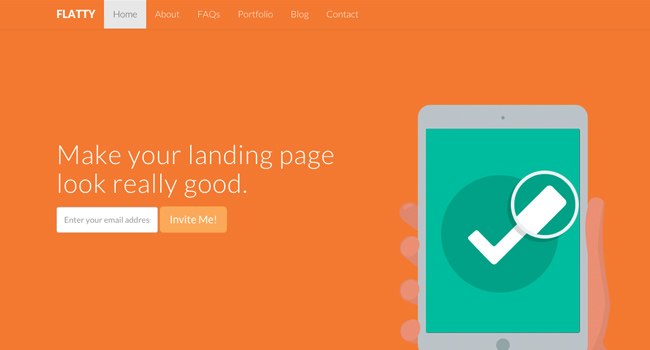 FLATTY Home About FAQs Portfolio Blog Contact
Make your landing page
look really good.
Enter your email addres Invite Me!